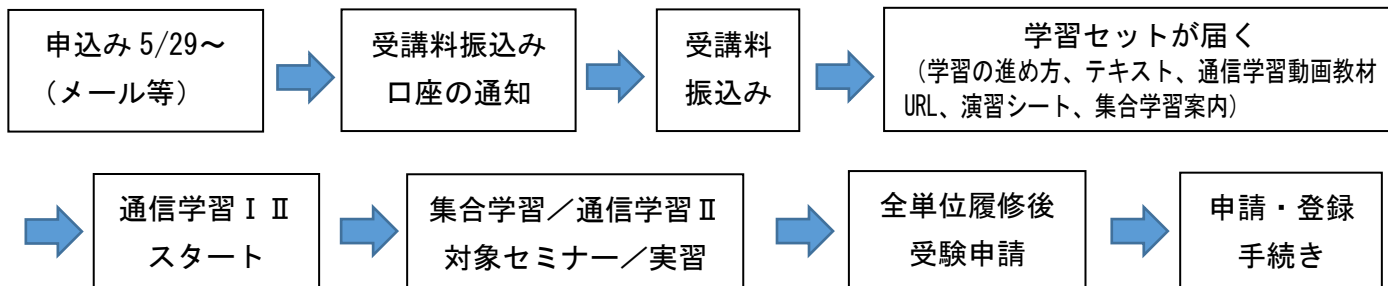 申込み 5/29～
（メール等）
受講料振込み
口座の通知
受講料
振込み
学習セットが届く
（学習の進め方、テキスト、通信学習動画教材
URL、演習シート、集合学習案内）
通信学習ⅠⅡ
スタート
集合学習／通信学習Ⅱ
対象セミナー／実習
全単位履修後
受験申請
申請・登録
手続き